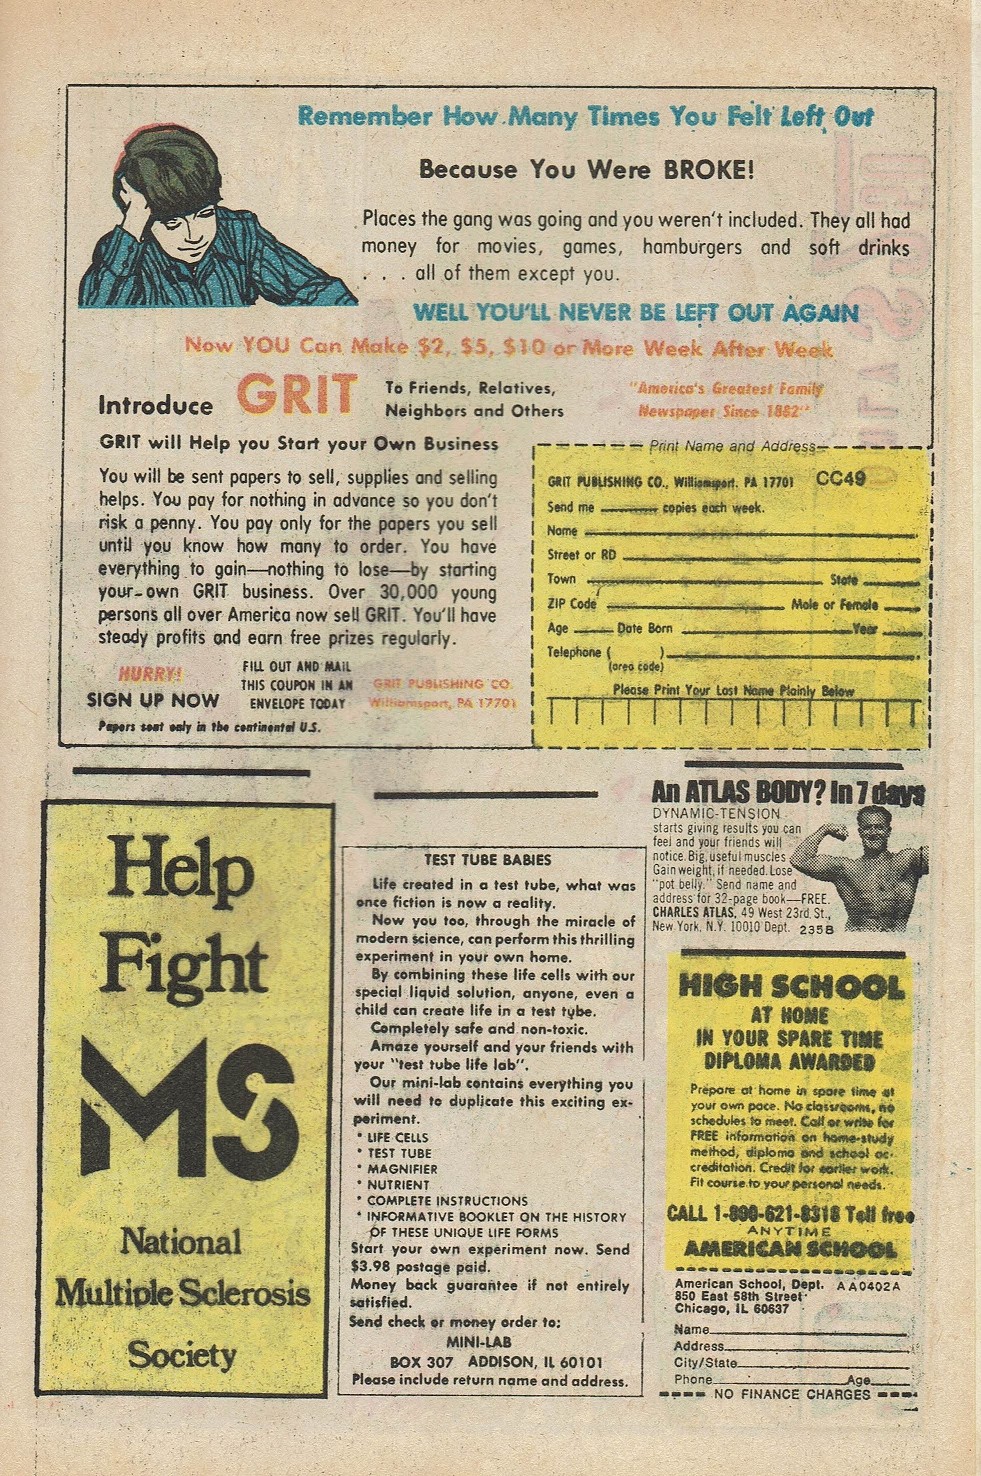 Remember How Many Times You Felt Left Out
Because You Were BROKE!
Places the gang was going and you weren't included. They all had
money for movies, games, hamburgers and soft drinks
. . . all of them except you.
WELL YOU'LL NEVER BE LEFT OUT AGAIN
Now YOU Can Make $2, $5, $10 or More Week After Week
Introduce GRIT To Friends, Relatives,
Neighbors and Others
"America's Greatest Family
Newspaper Since 1882"
GRIT will Help you Start your Own Business
You will be sent papers to sell, supplies and selling
helps. You pay for nothing in advance so you don't
risk a penny. You pay only for the papers you sell
until you know how many to order. You have
everything to gain—nothing to lose—by starting
your own GRIT business. Over 30,000 young
persons all over America now sell GRIT. You'll have
steady profits and earn free prizes regularly.
HURRY!
SIGN UP NOW
FILL OUT AND MAIL
THIS COUPON IN AN
ENVELOPE TODAY
GRIT PUBLISHING CO.
Williamsport, PA 17701
Papers sent only in the continental U.S.
Print Name and Address
GRIT PUBLISHING CO., Williamsport, PA 17701 CC49
Send me ______ copies each week.
Name
Street or RD
Town State
ZIP Code Male or Female
Age Date Born Year
Telephone ( )
(area code)
Please Print Your Last Name Plainly Below
Help
Fight
MS
National
Multiple Sclerosis
Society
TEST TUBE BABIES
Life created in a test tube, what was
once fiction is now a reality.
Now you too, through the miracle of
modern science, can perform this thrilling
experiment in your own home.
By combining these life cells with our
special liquid solution, anyone, even a
child can create life in a test tybe.
Completely safe and non-toxic.
Amaze yourself and your friends with
your "test tube life lab".
Our mini-lab contains everything you
will need to duplicate this exciting ex-
periment.
* LIFE CELLS
* TEST TUBE
* MAGNIFIER
* NUTRIENT
* COMPLETE INSTRUCTIONS
* INFORMATIVE BOOKLET ON THE HISTORY
OF THESE UNIQUE LIFE FORMS
Start your own experiment now. Send
$3.98 postage paid.
Money back guarantee if not entirely
satisfied.
Send check or money order to:
MINI-LAB
BOX 307 ADDISON, IL 60101
Please include return name and address.
An ATLAS BODY? In 7 days
DYNAMIC-TENSION
starts giving results you can
feel and your friends will
notice. Big, useful muscles
Gain weight, if needed. Lose
"pot belly." Send name and
address for 32-page book—FREE.
CHARLES ATLAS, 49 West 23rd St.,
New York, N.Y. 10010 Dept. 235B
HIGH SCHOOL
AT HOME
IN YOUR SPARE TIME
DIPLOMA AWARDED
Prepare at home in spare time at
your own pace. No classrooms, no
schedules to meet. Call or write for
FREE information on home-study
method, diploma and school ac-
creditation. Credit for earlier work.
Fit course to your personal needs.
CALL 1-800-621-8318 Toll free
ANYTIME
AMERICAN SCHOOL
American School, Dept. AA0402A
850 East 58th Street
Chicago, IL 60637
Name
Address
City/State
Phone Age
NO FINANCE CHARGES